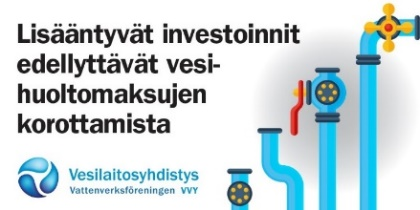 Lisääntyvät investoinnit
edellyttävät vesi-
huoltomaksujen
korottamista
Vesilaitosyhdistys
Vattenverksföreningen VVY